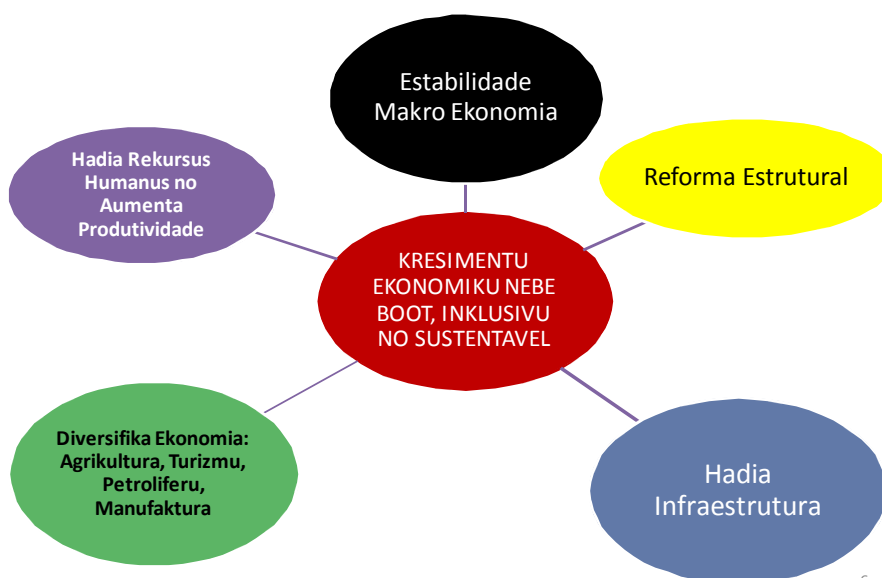 Estabilidade
Makro Ekonomia
Hadia Rekursus
Humanus no
Aumenta
Produtividade
Reforma Estrutural
KRESIMENTU
EKONOMIKU NEBE
BOOT, INKLUSIVU
NO SUSTENTAVEL
Diversifika Ekonomia:
Agrikultura, Turizmu,
Petroliferu,
Manufaktura
Hadia
Infraestrutura